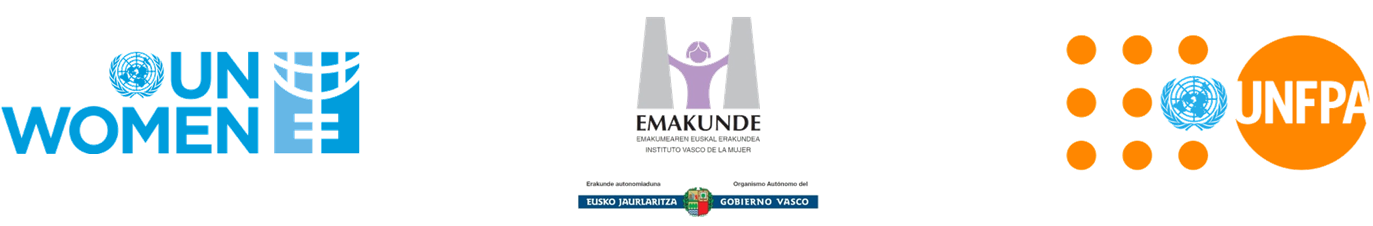 UN
WOMEN
EMAKUNDE
EMAKUMEAREN EUSKAL ERAKUNDEA
INSTITUTO VASCO DE LA MUJER
Erakunde autonomiaduna Organismo Autónomo del
EUSKO JAURLARITZA GOBIERNO VASCO
UNFPA